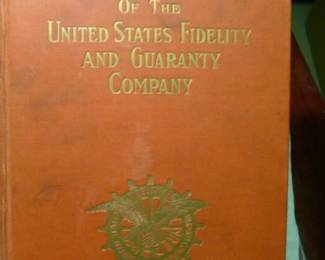 OF THE
UNITED STATES FIDELITY
AND GUARANTY
COMPANY